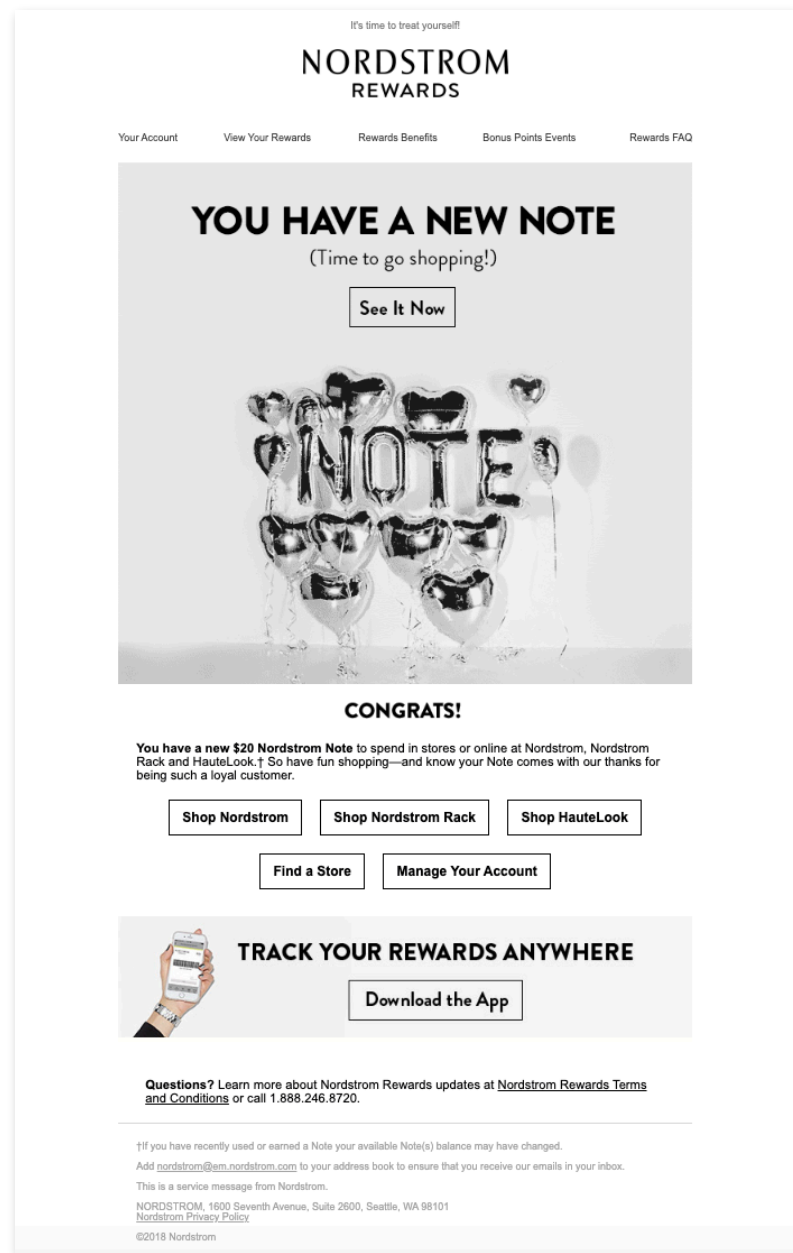 It's time to treat yourself!
NORDSTROM
REWARDS
Your Account
View Your Rewards
Rewards Benefits
Bonus Points Events
Rewards FAQ
YOU HAVE A NEW NOTE
(Time to go shopping!)
See It Now
NOTE
CONGRATS!
You have a new $20 Nordstrom Note to spend in stores or online at Nordstrom, Nordstrom
Rack and HauteLook.† So have fun shopping—and know your Note comes with our thanks for
being such a loyal customer.
Shop Nordstrom
Shop Nordstrom Rack
Shop HauteLook
Find a Store
Manage Your Account
TRACK YOUR REWARDS ANYWHERE
Download the App
Questions? Learn more about Nordstrom Rewards updates at Nordstrom Rewards Terms
and Conditions or call 1.888.246.8720.
†If you have recently used or earned a Note your available Note(s) balance may have changed.
Add nordstrom@em.nordstrom.com to your address book to ensure that you receive our emails in your inbox.
This is a service message from Nordstrom.
NORDSTROM, 1600 Seventh Avenue, Suite 2600, Seattle, WA 98101
Nordstrom Privacy Policy
©2018 Nordstrom